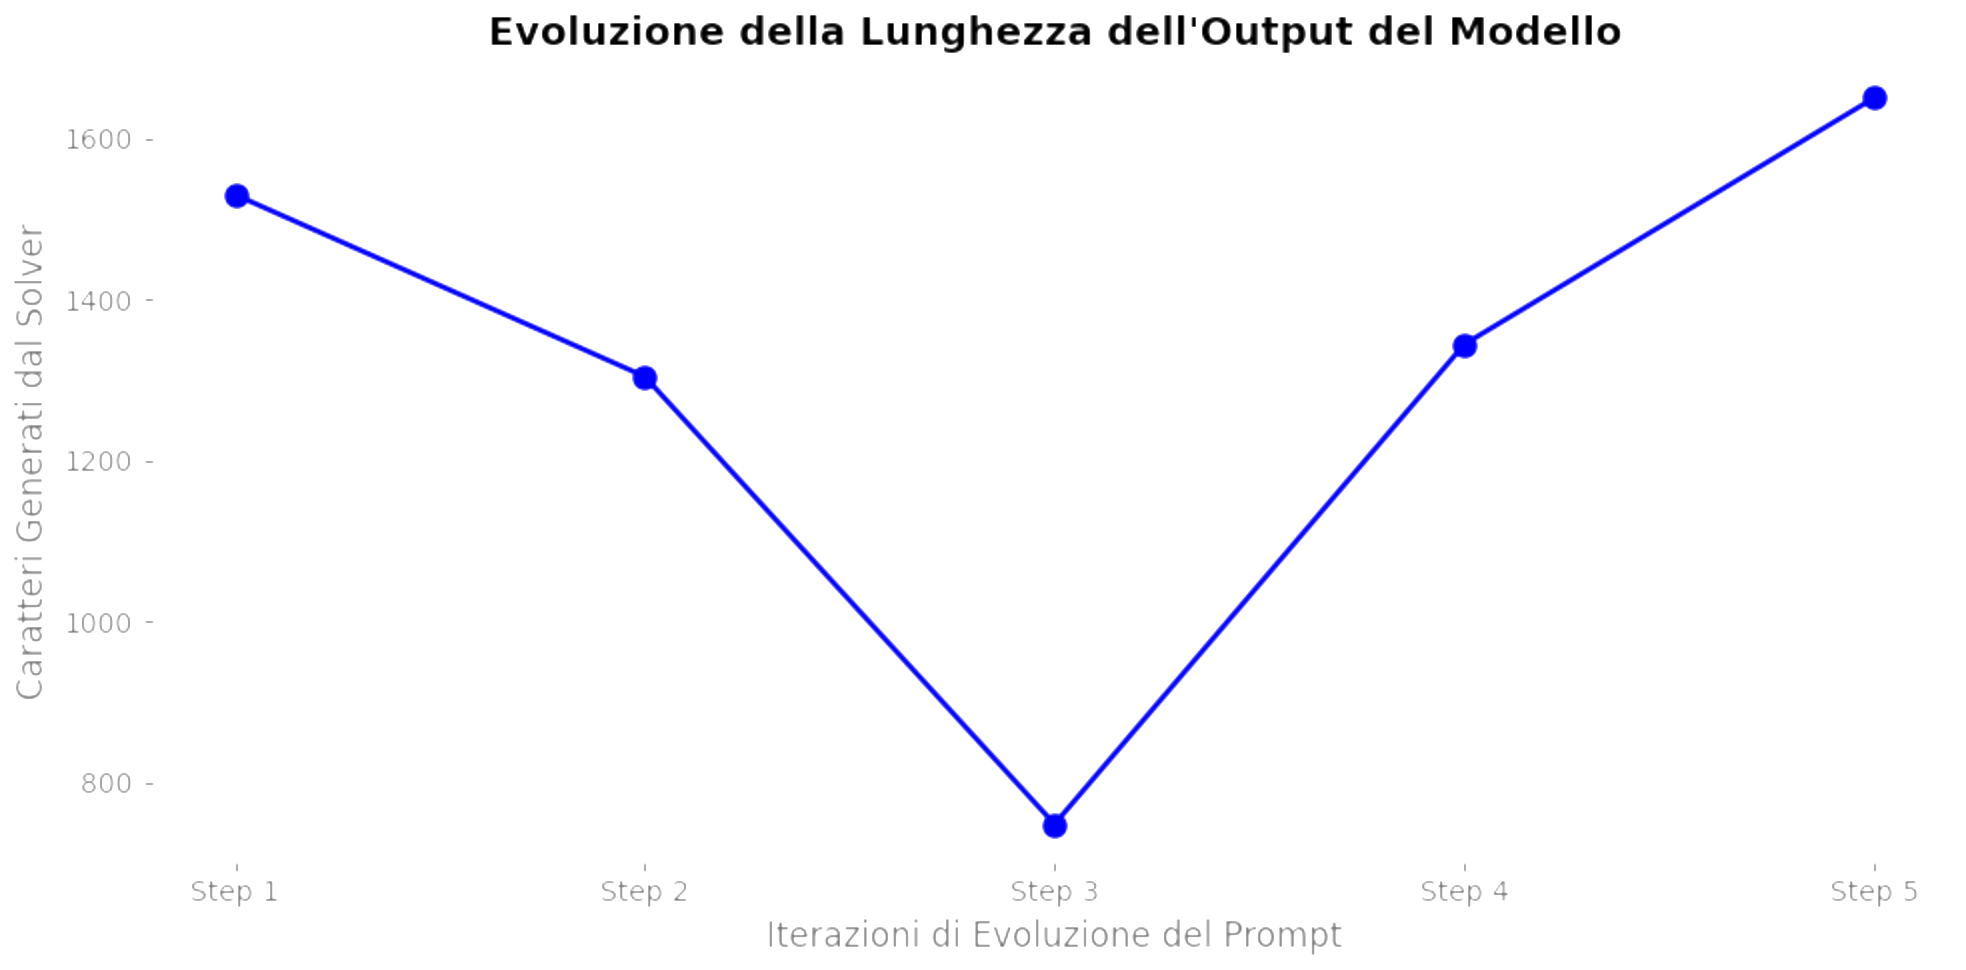 Evoluzione della Lunghezza dell'Output del Modello
Caratteri Generati dal Solver
1600
1400
1200
1000
800
Step 1
Step 2
Step 3
Step 4
Step 5
Iterazioni di Evoluzione del Prompt